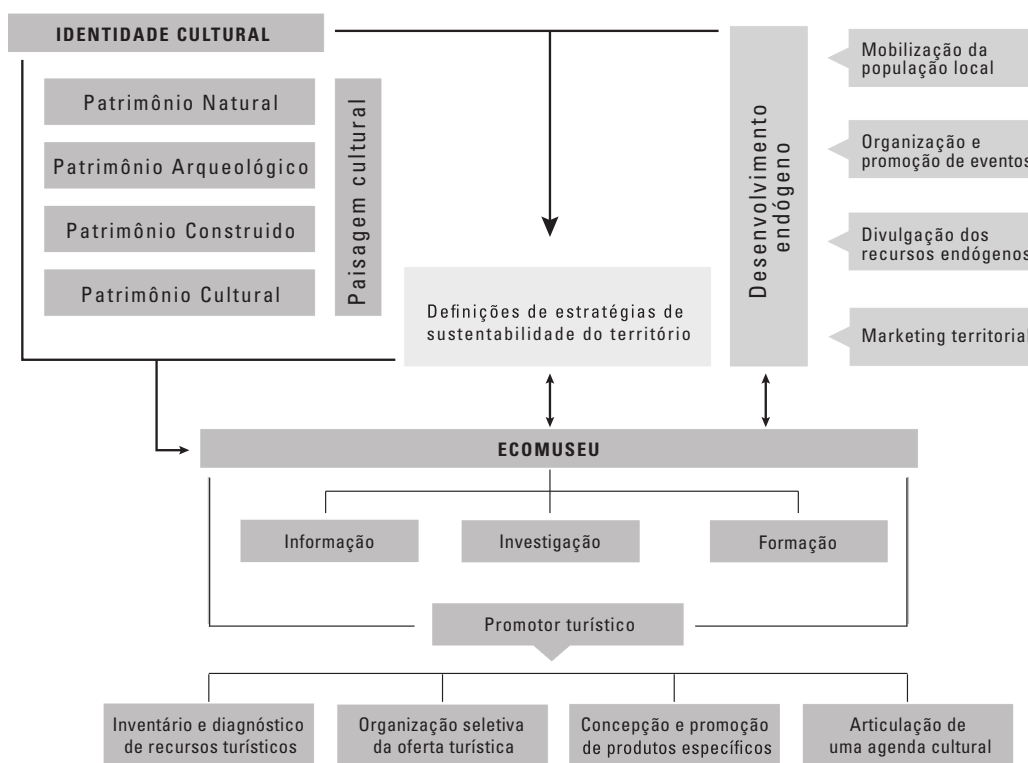 IDENTIDADE CULTURAL
Patrimônio Natural
Patrimônio Arqueológico
Patrimônio Construido
Patrimônio Cultural
Paisagem cultural
Definições de estratégias de
sustentabilidade do território
Desenvolvimento
endógeno
Mobilização da
população local
Organização e
promoção de eventos
Divulgação dos
recursos endógenos
Marketing territorial
ECOMUSEU
Informação
Investigação
Formação
Promotor turístico
Inventário e diagnóstico
de recursos turísticos
Organização seletiva
da oferta turística
Concepção e promoção
de produtos específicos
Articulação de
uma agenda cultural